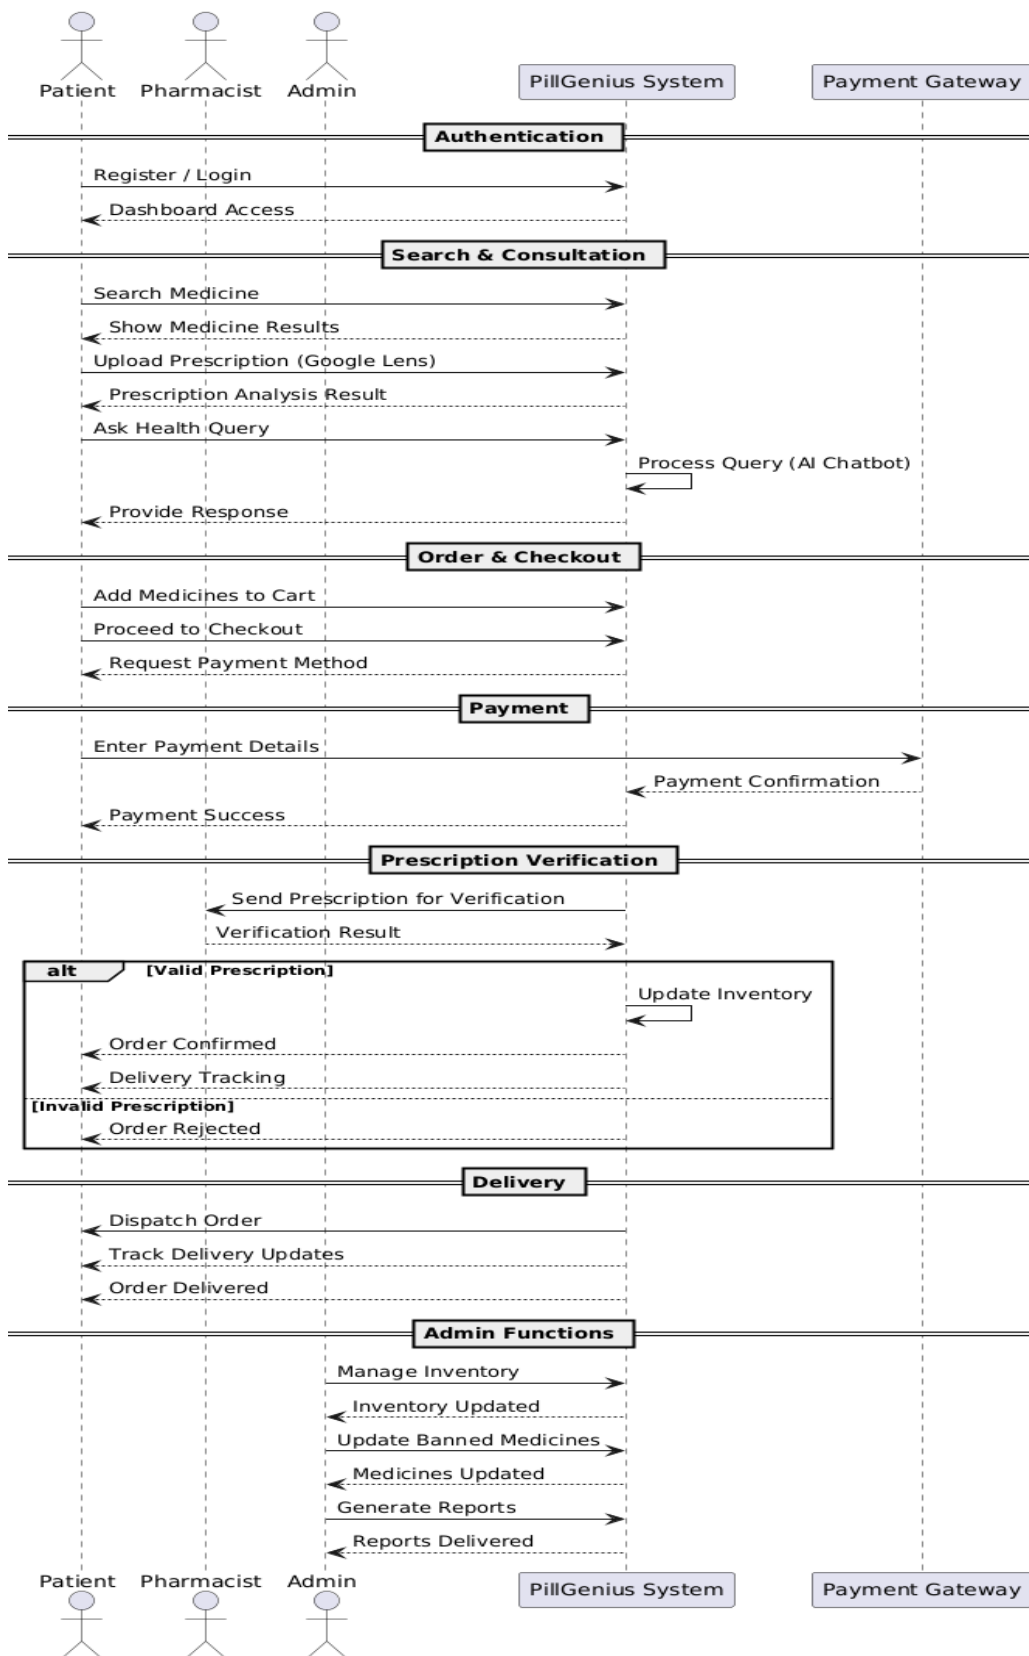 Patient Pharmacist Admin PillGenius System Payment Gateway
Authentication
Register / Login
Dashboard Access
Search & Consultation
Search Medicine
Show Medicine Results
Upload Prescription (Google Lens)
Prescription Analysis Result
Ask Health Query
Process Query (AI Chatbot)
Provide Response
Order & Checkout
Add Medicines to Cart
Proceed to Checkout
Request Payment Method
Payment
Enter Payment Details
Payment Confirmation
Payment Success
Prescription Verification
Send Prescription for Verification
Verification Result
alt [Valid Prescription]
Update Inventory
Order Confirmed
Delivery Tracking
[Invalid Prescription]
Order Rejected
Delivery
Dispatch Order
Track Delivery Updates
Order Delivered
Admin Functions
Manage Inventory
Inventory Updated
Update Banned Medicines
Medicines Updated
Generate Reports
Reports Delivered
Patient Pharmacist Admin PillGenius System Payment Gateway